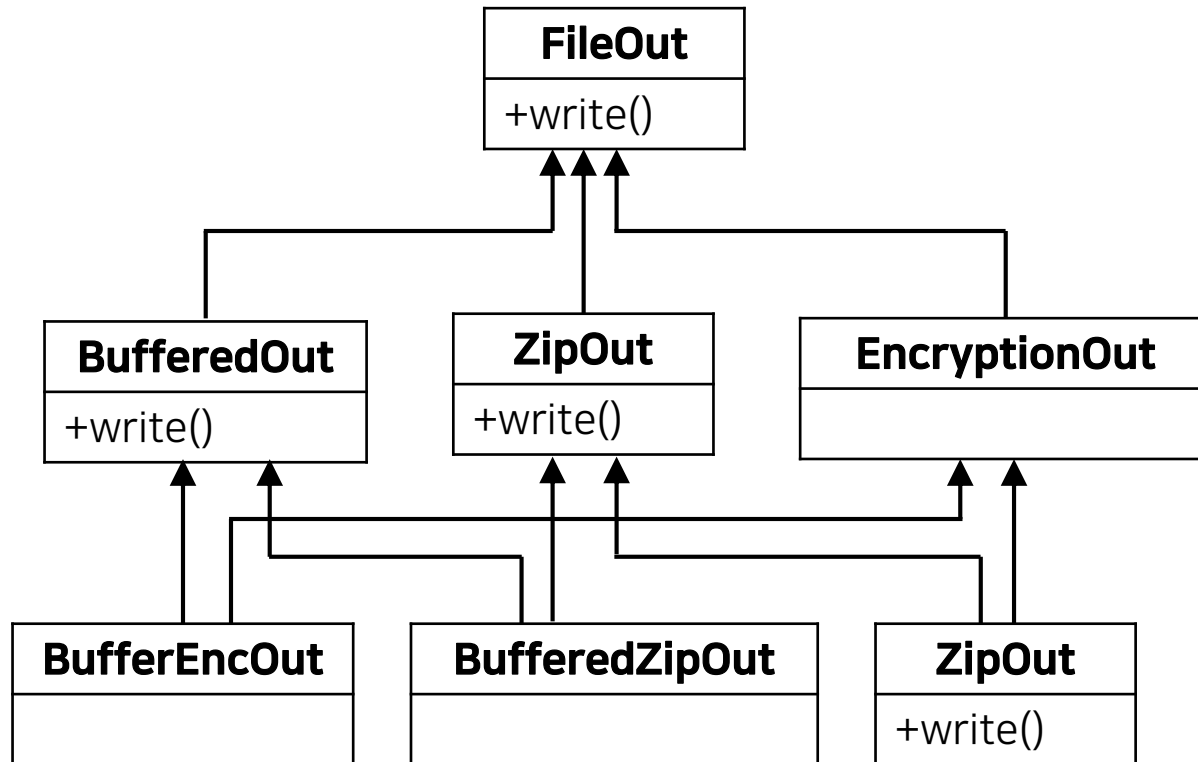 FileOut
+write()
BufferedOut
+write()
ZipOut
+write()
EncryptionOut
BufferEncOut
BufferedZipOut
ZipOut
+write()